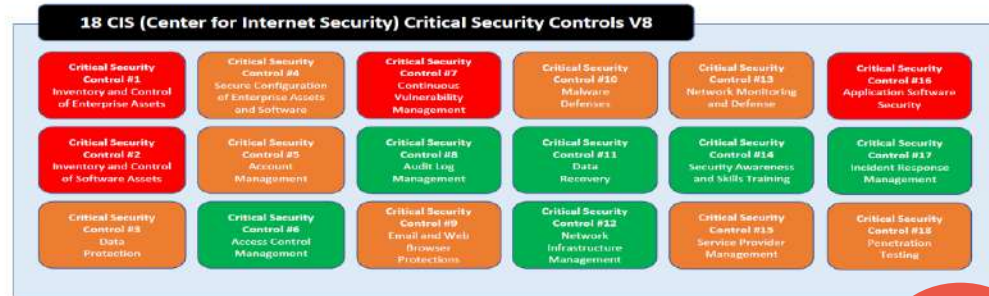 18 CIS (Center for Internet Security) Critical Security Controls V8
Critical Security
Control #1
Inventory and Control
of Enterprise Assets
Critical Security
Control #4
Secure Configuration
of Enterprise Assets
and Software
Critical Security
Control #7
Continuous
Vulnerability
Management
Critical Security
Control #10
Malware
Defenses
Critical Security
Control #13
Network Monitoring
and Defense
Critical Security
Control #16
Application Software
Security
Critical Security
Control #2
Inventory and Control
of Software Assets
Critical Security
Control #5
Account
Management
Critical Security
Control #8
Audit Log
Management
Critical Security
Control #11
Data
Recovery
Critical Security
Control #14
Security Awareness
and Skills Training
Critical Security
Control #17
Incident Response
Management
Critical Security
Control #3
Data
Protection
Critical Security
Control #6
Access Control
Management
Critical Security
Control #9
Email and Web
Browser
Protections
Critical Security
Control #12
Network
Infrastructure
Management
Critical Security
Control #15
Service Provider
Management
Critical Security
Control #18
Penetration
Testing